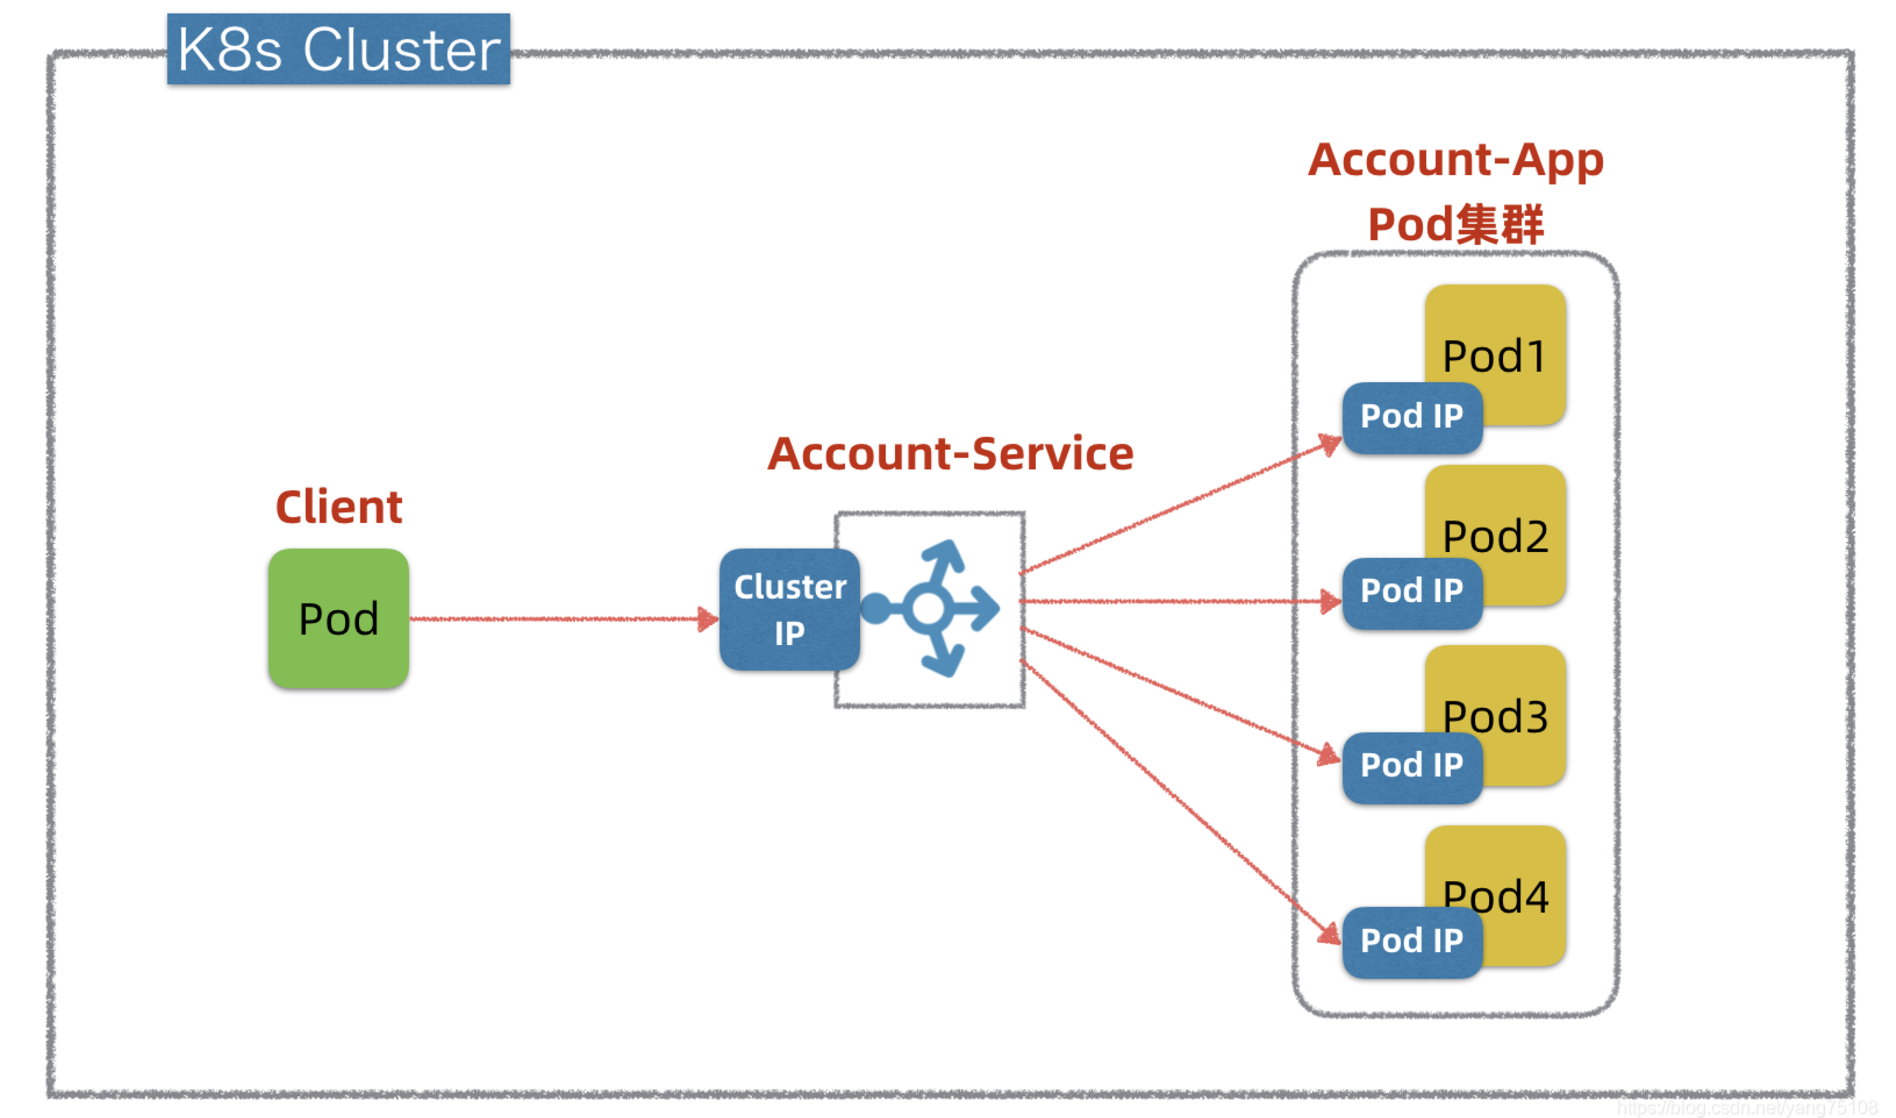 K8s Cluster
Account-App
Pod集群
Pod1
Pod IP
Account-Service
Pod2
Client
Cluster
IP
Pod
Pod IP
Pod3
Pod IP
Pod4
Pod IP
https://blog.csdn.net/yang75108